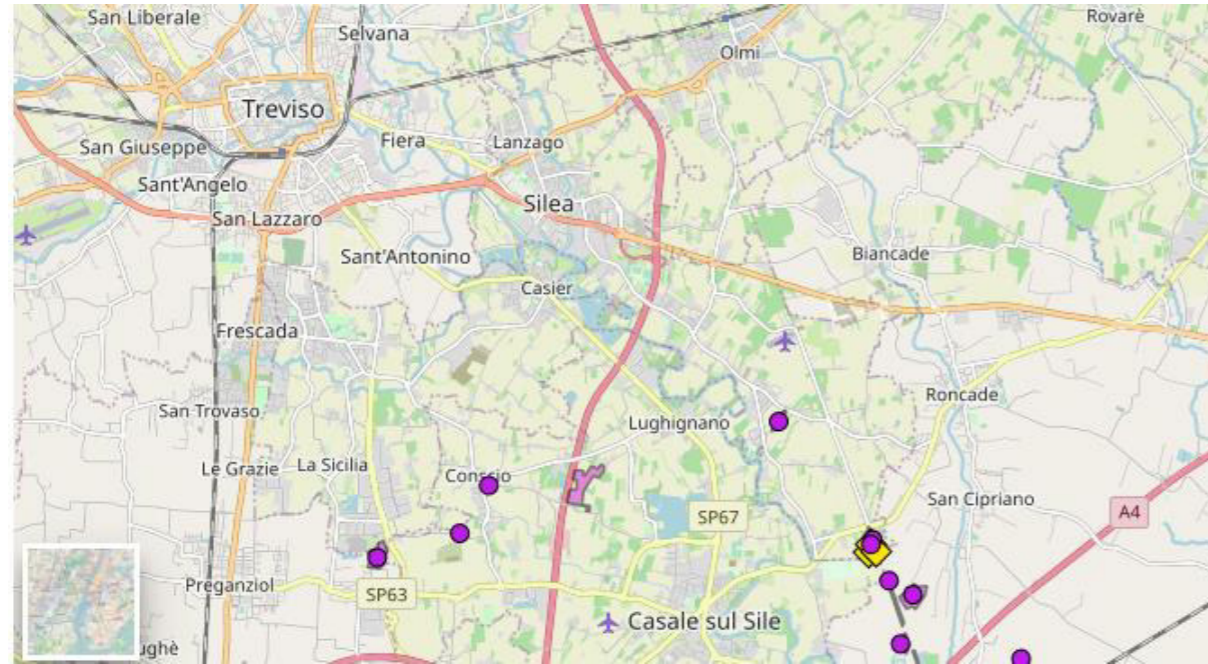 San Liberale
Rovarè
Selvana
Olmi
Treviso
Fiera
Lanzago
San Giuseppe
Sant'Angelo
Silea
San Lazzaro
Sant'Antonino
Biancade
Casier
Frescada
Roncade
San Trovaso
Lughignano
Le Grazie
La Sicilia
San Cipriano
A4
SP67
Preganziol
SP63
Casale sul Sile